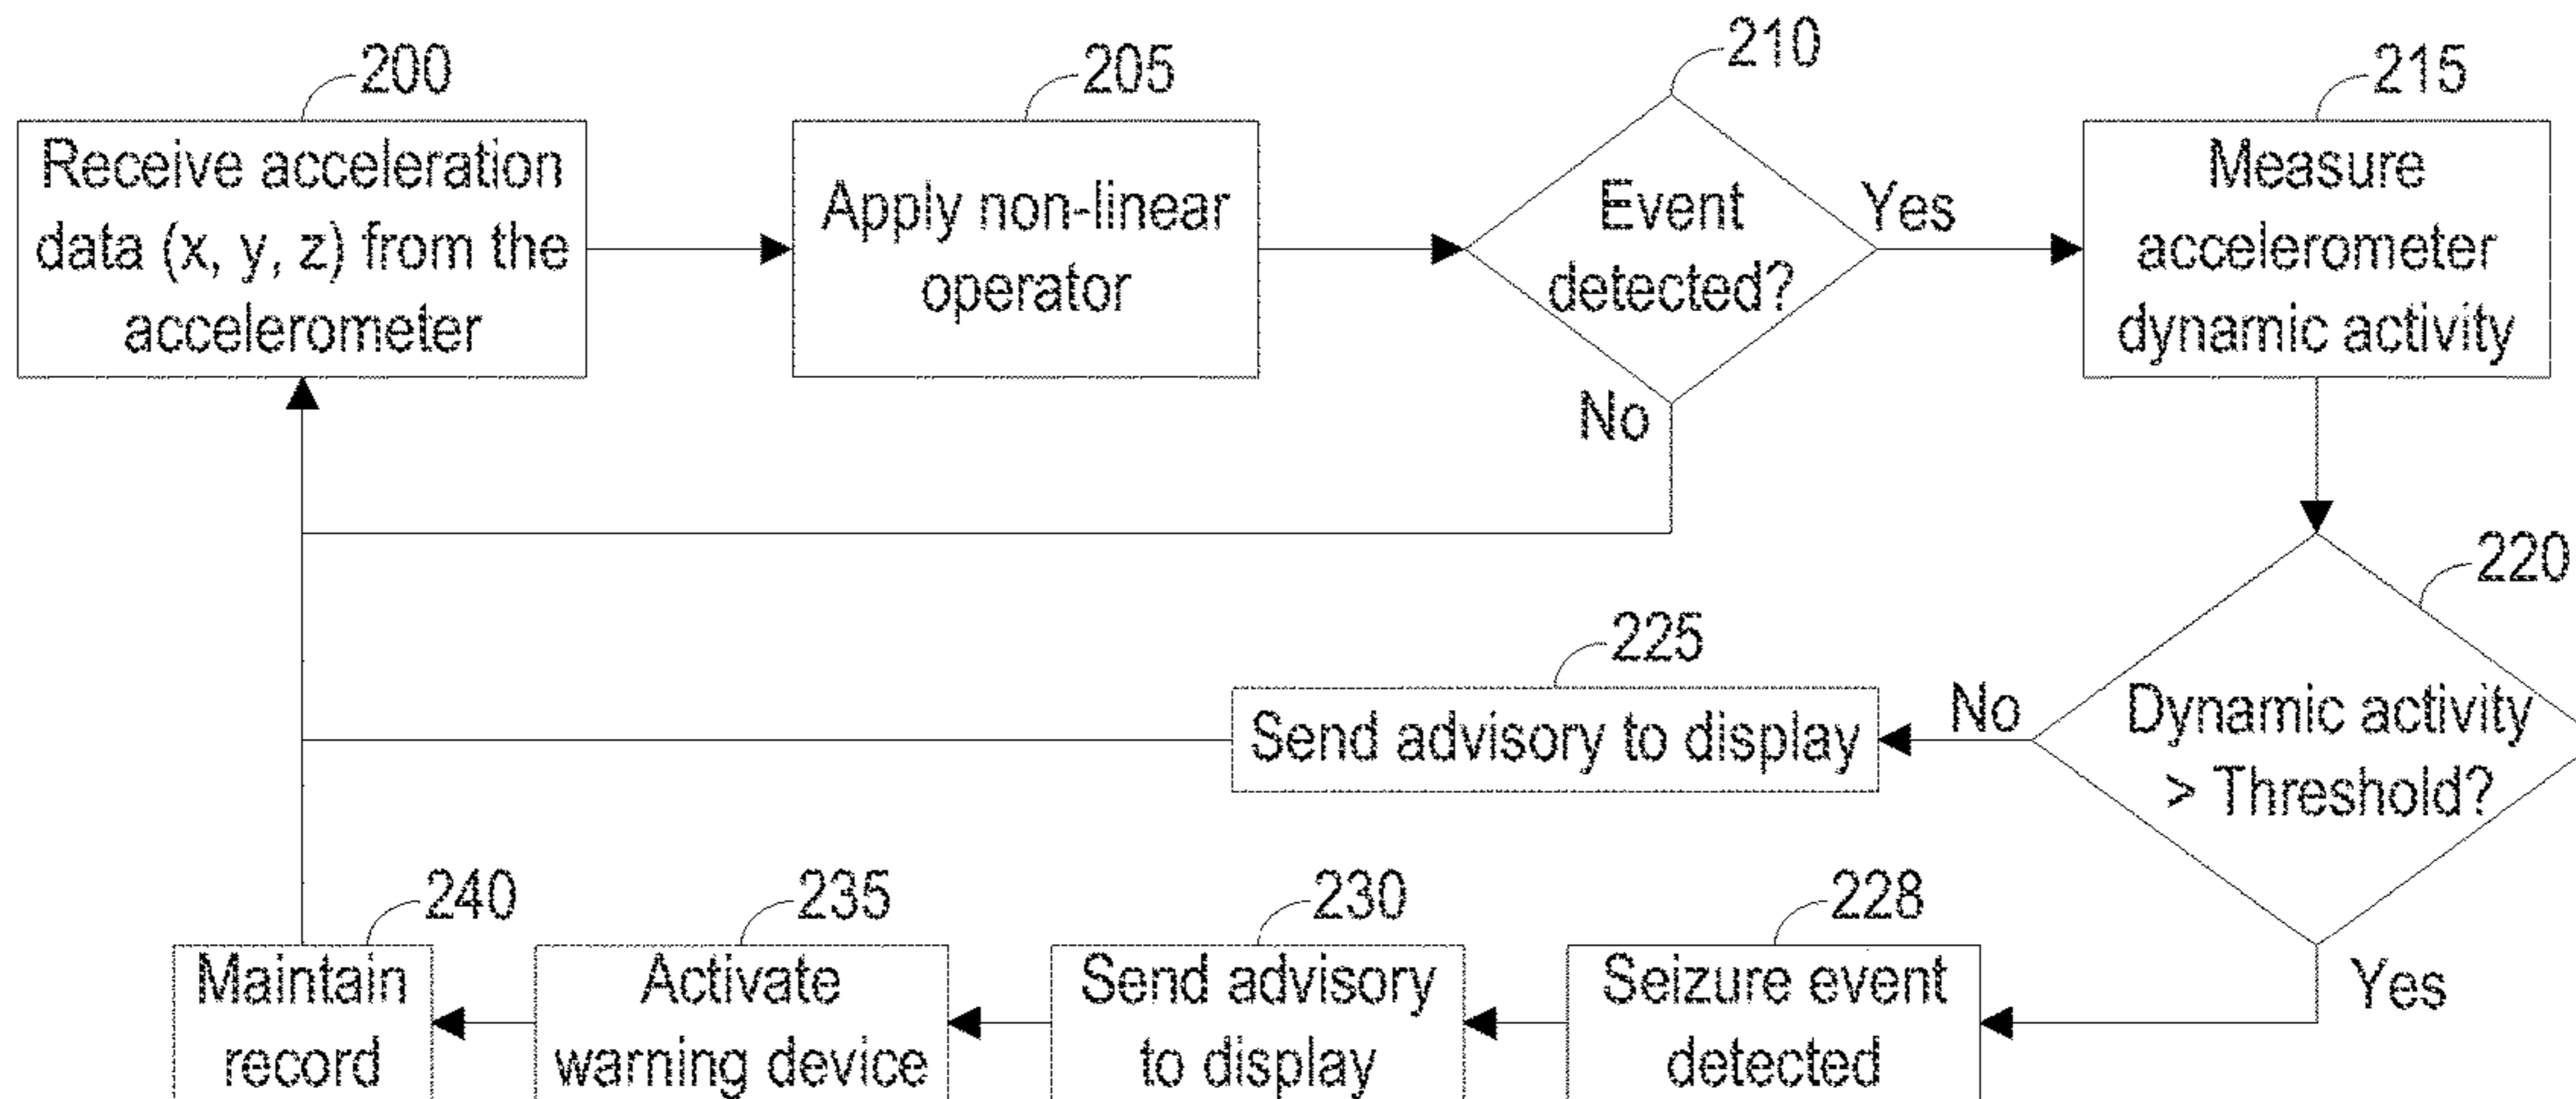 200
Receive acceleration
data (x, y, z) from the
accelerometer
205
Apply non-linear
operator
210
Event
detected?
Yes
No
215
Measure
accelerometer
dynamic activity
220
Dynamic activity
> Threshold?
No
Yes
225
Send advisory to display
228
Seizure event
detected
230
Send advisory
to display
235
Activate
warning device
240
Maintain
record